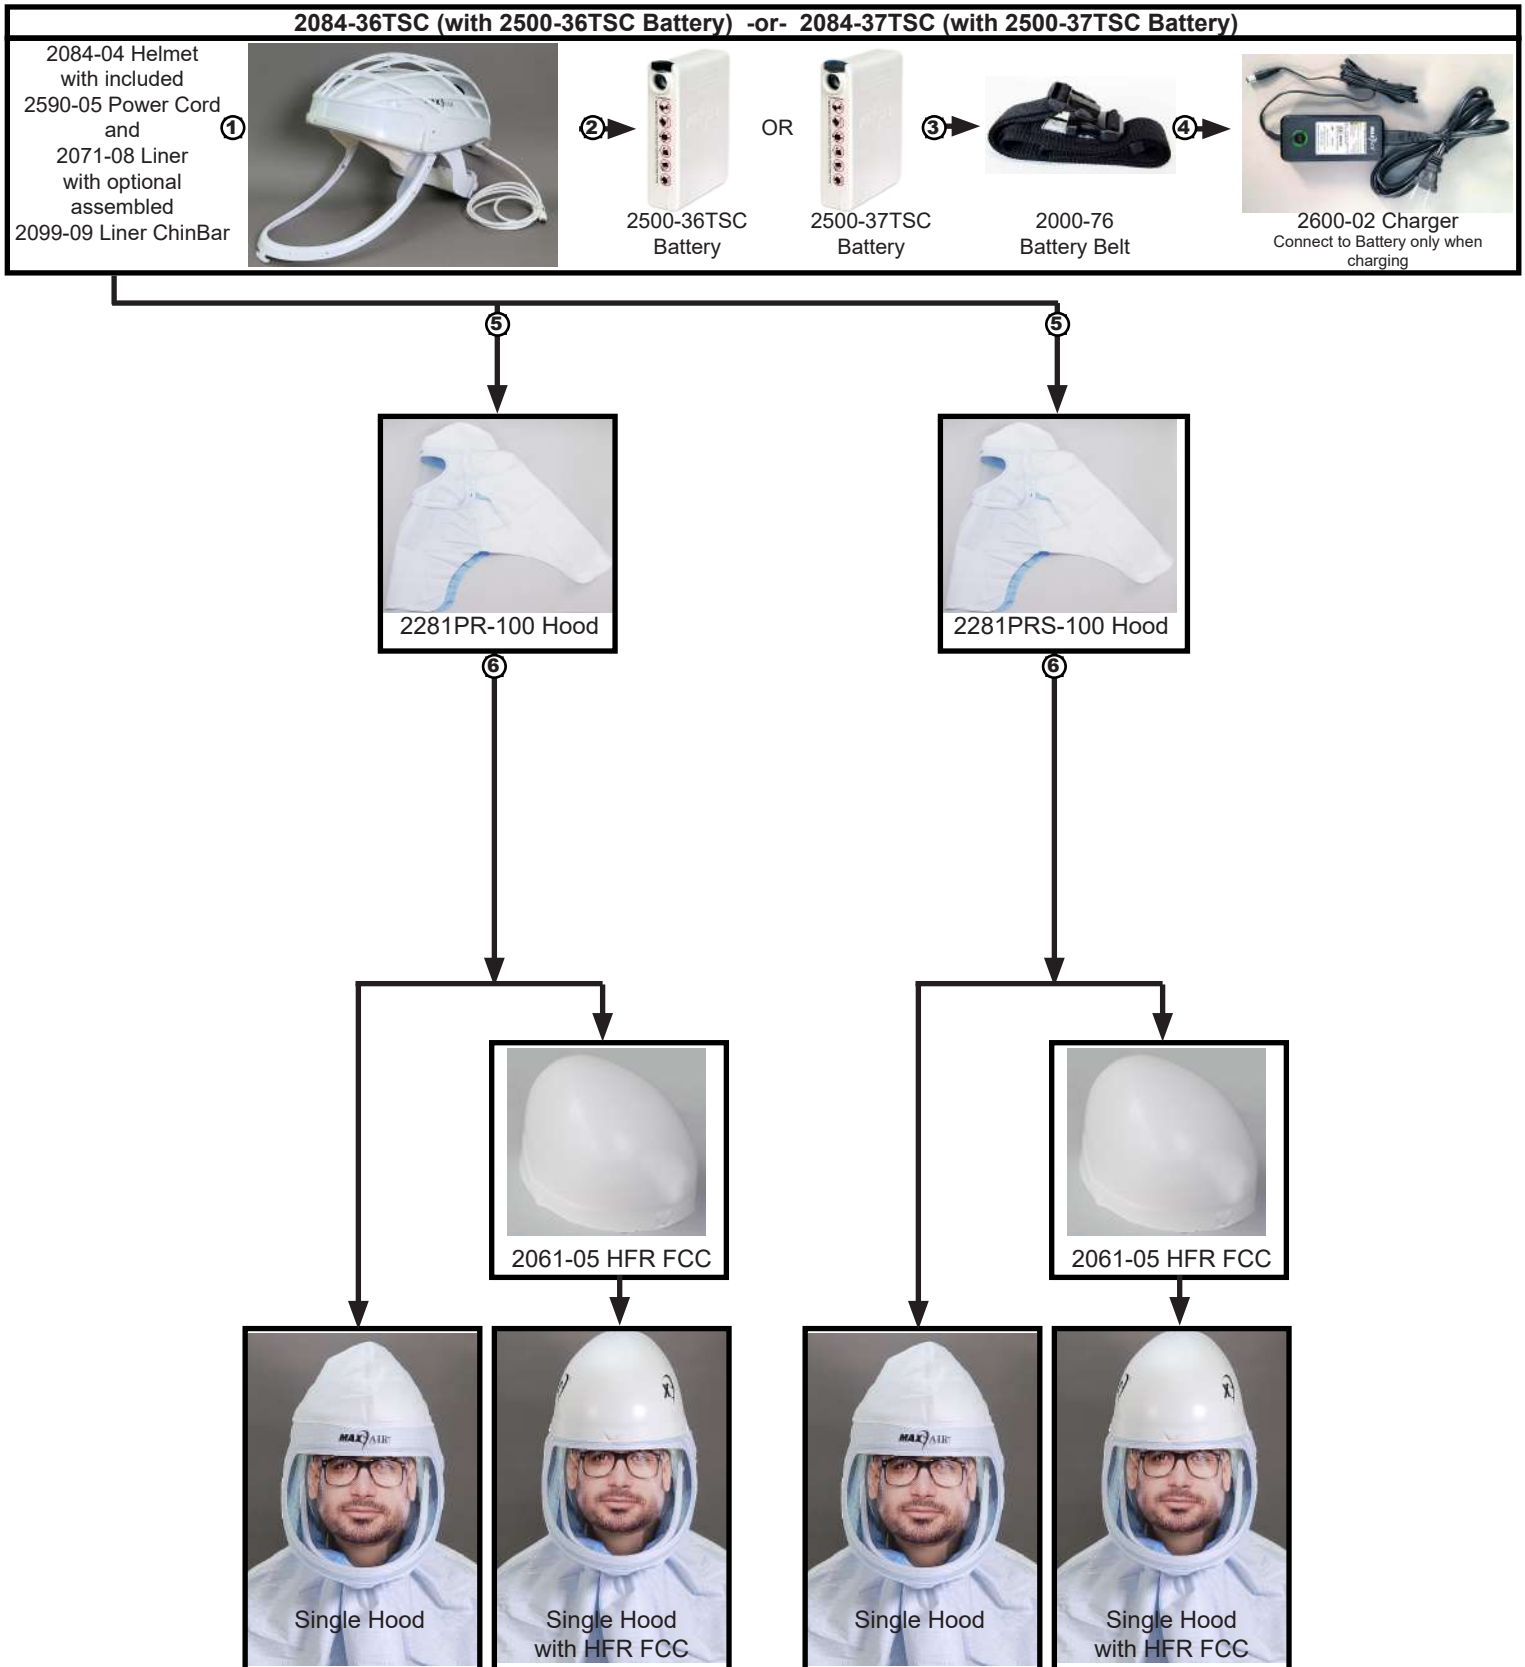 2084-36TSC (with 2500-36TSC Battery) -or- 2084-37TSC (with 2500-37TSC Battery)
2084-04 Helmet
with included
2590-05 Power Cord
and
2071-08 Liner
with optional
assembled
2099-09 Liner ChinBar
1
2
2500-36TSC
Battery
OR
2500-37TSC
Battery
3
2000-76
Battery Belt
4
2600-02 Charger
Connect to Battery only when
charging
5
5
2281PR-100 Hood
2281PRS-100 Hood
6
6
2061-05 HFR FCC
2061-05 HFR FCC
MAXAIR
Single Hood
Single Hood
with HFR FCC
MAXAIR
Single Hood
Single Hood
with HFR FCC